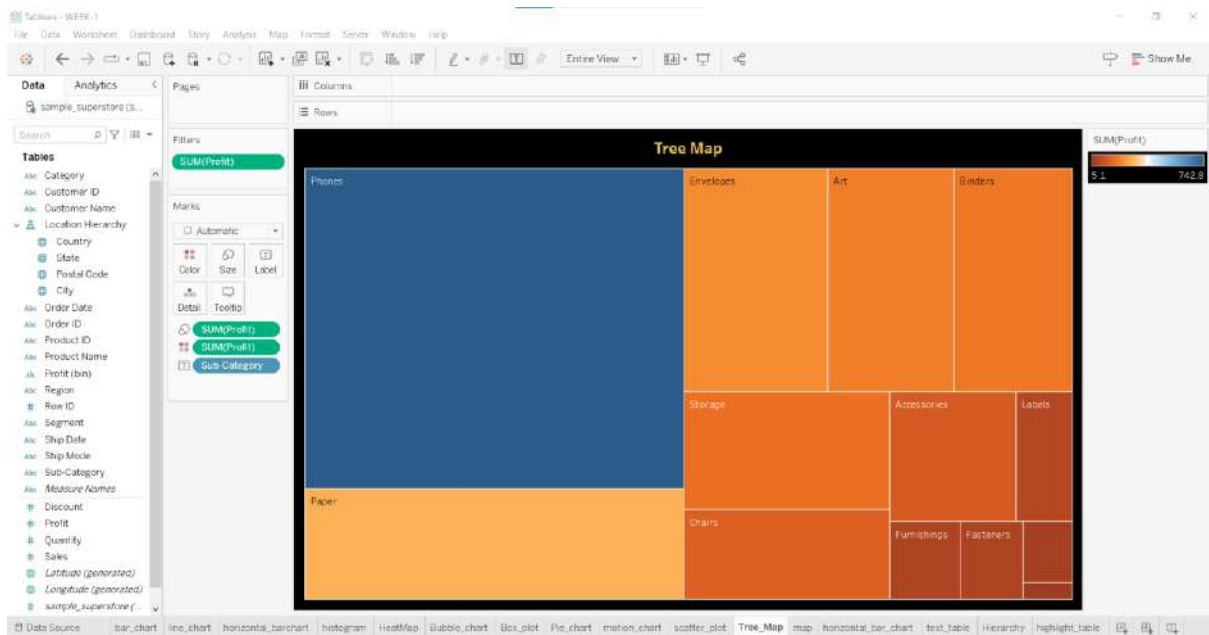 Tableau - WEEK-1
File Data Worksheet Dashboard Story Analysis Map Format Server Window Help
Entire View
Show Me
Data Analytics
Pages
Columns
sample_superstore (s...
Rows
Search
Filters
SUM(Profit)
Tree Map
SUM(Profit)
5.1 742.8
Tables
Category
Customer ID
Customer Name
Location Hierarchy
Country
State
Postal Code
City
Order Date
Order ID
Product ID
Product Name
Profit (bin)
Region
Row ID
Segment
Ship Date
Ship Mode
Sub-Category
Measure Names
Discount
Profit
Quantity
Sales
Latitude (generated)
Longitude (generated)
sample_superstore (...
Marks
Automatic
Color Size Label
Detail Tooltip
SUM(Profit)
SUM(Profit)
Sub-Category
Phones
Envelopes
Art
Binders
Storage
Accessories
Labels
Paper
Chairs
Furnishings
Fasteners
Data Source bar_chart line_chart horizontal_barchart histogram HeatMap Bubble_chart Box_plot Pie_chart motion_chart scatter_plot Tree_Map map horizontal_bar_chart text_table Hierarchy highlight_table